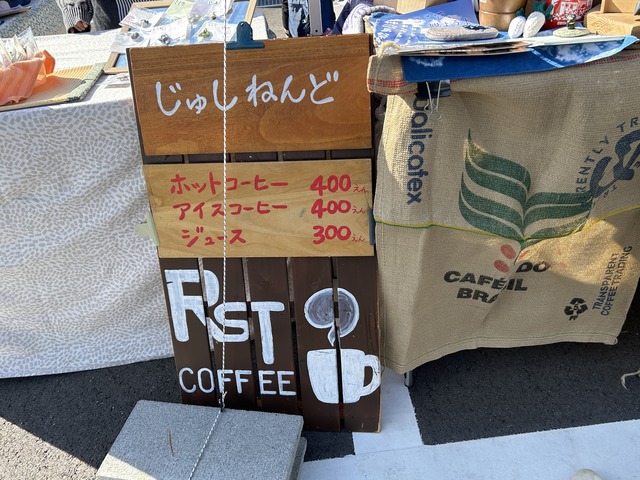 じゅしねんど
ホットコーヒー 400えん
アイスコーヒー 400えん
ジュース 300えん
RST
COFFEE
alicotex
CAFÉ DO
BRASIL
TRANSPARENT
COFFEE TRADING